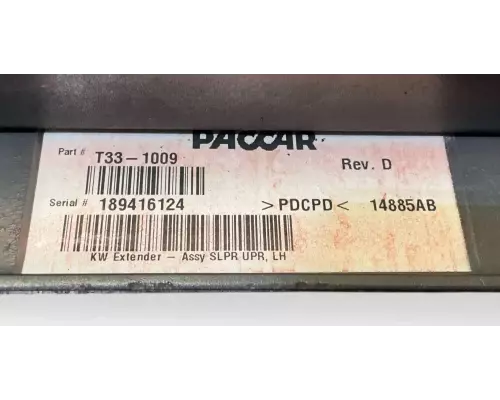 PACCAR
Part # T33-1009
Rev. D
Serial # 189416124 >PDCPD< 14885AB
KW Extender - Assy SLPR UPR, LH